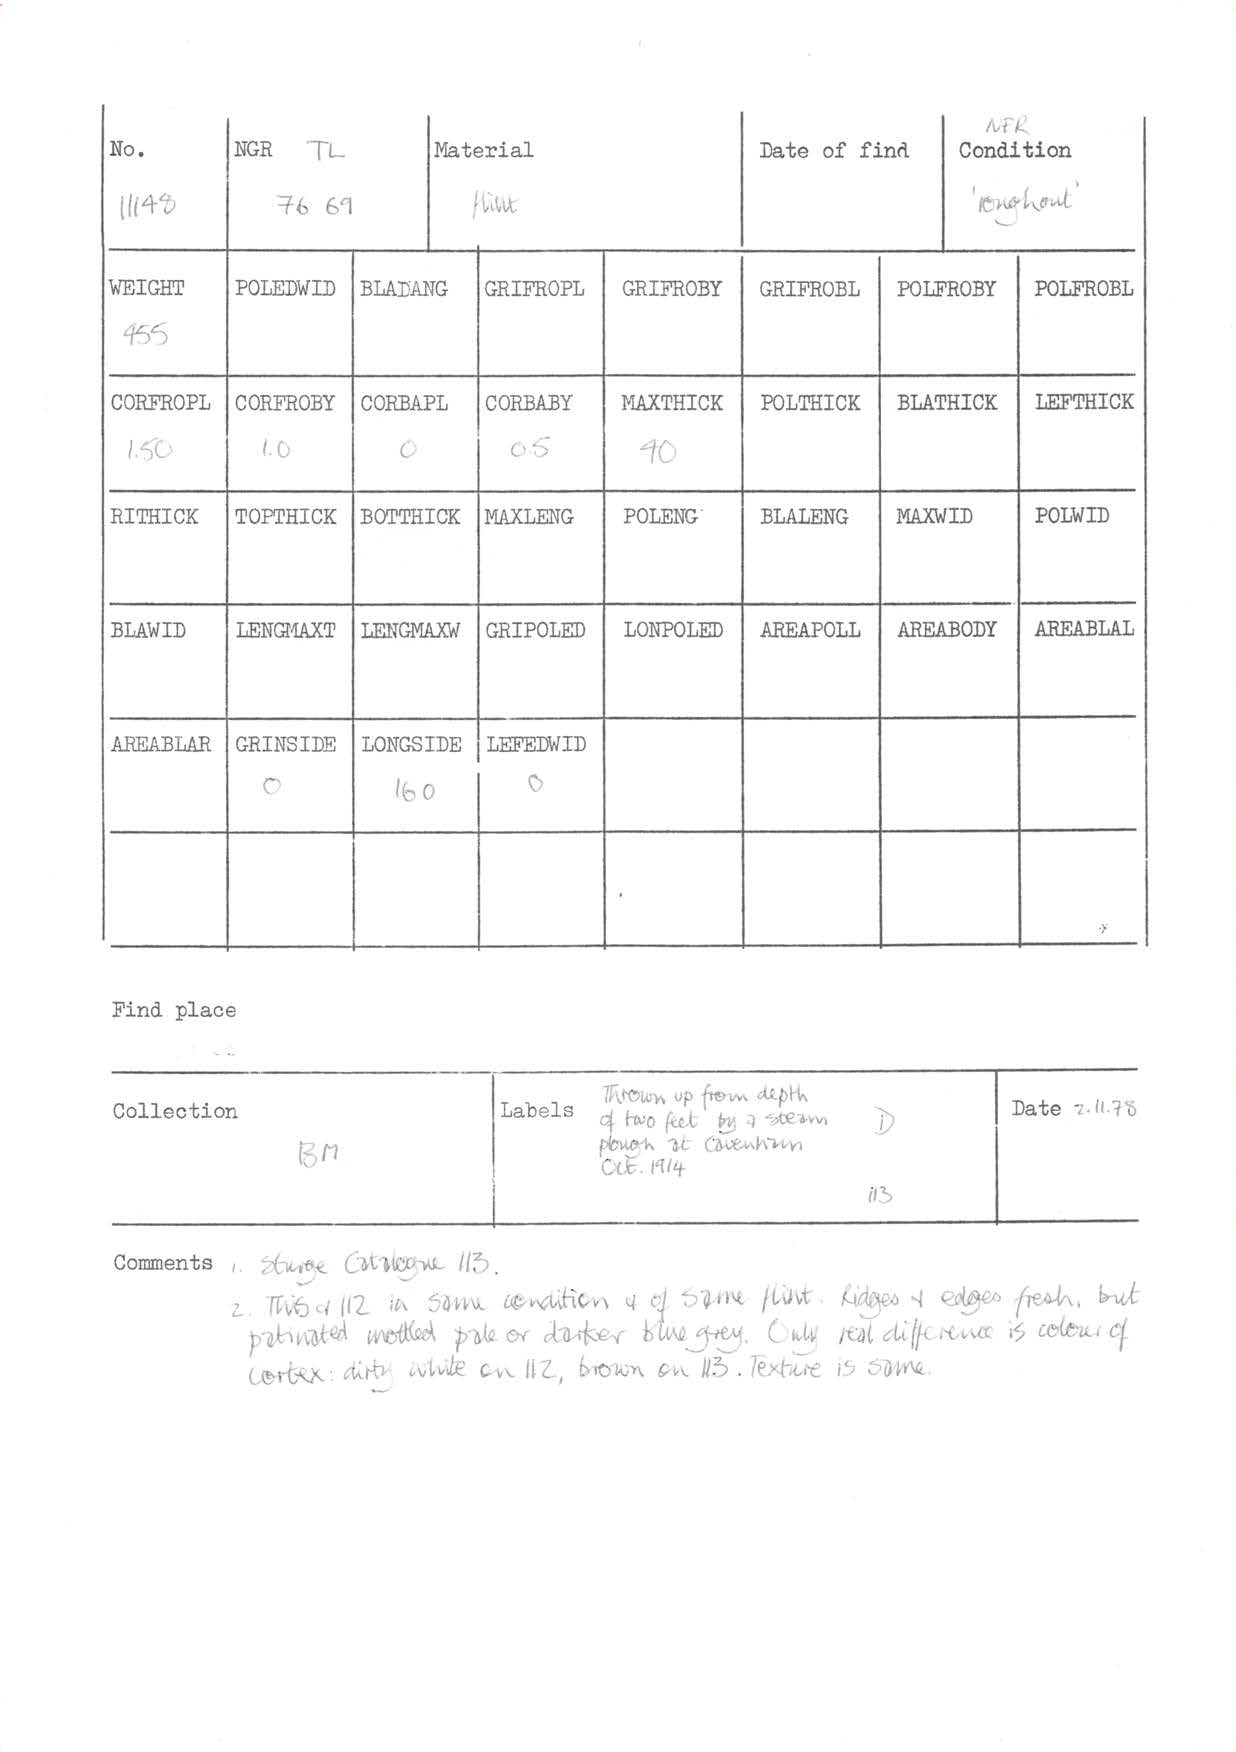 NFR
No. NGR TL Material Date of find Condition
11148 76 69 flint 'roughout'
WEIGHT POLEDWID BLADANG GRIFROPL GRIFROBY GRIFROBL POLFROBY POLFROBL
455
CORFROPL CORFROBY CORBAPL CORBABY MAXTHICK POLTHICK BLATHICK LEFTHICK
1.50 1.0 0 0.5 40
RITHICK TOPTHICK BOTTHICK MAXLENG POLENG BLALENG MAXWID POLWID
BLAWID LENGMAXT LENGMAXW GRIPOLED LONPOLED AREAPOLL AREABODY AREABLAL
AREABLAR GRINSIDE LONGSIDE LEFEDWID
0 160 0
Find place
Collection
BM
Labels
Thrown up from depth
of two feet by a steam
plough at Cavenham
Oct. 1914
i)
113
Date 2.11.78
Comments 1. Sturge Catalogue 113.
2. This & 112 in same condition & of same flint. Ridges & edges fresh, but
patinated mottled pale or darker blue grey. Only real difference is colour of
cortex: dirty white on 112, brown on 113. Texture is same.